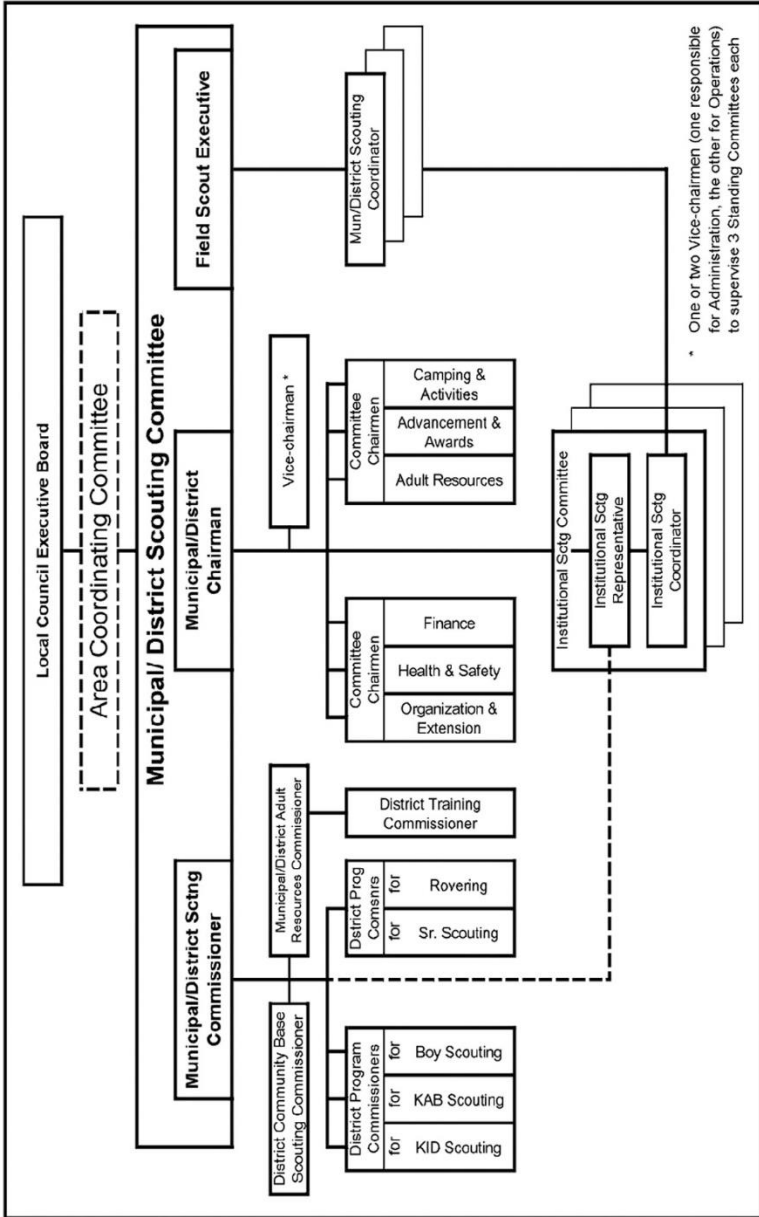 Local Council Executive Board
Area Coordinating Committee
Municipal/ District Scouting Committee
Municipal/District Sctng
Commissioner
Municipal/District
Chairman
Field Scout Executive
District Community Base
Scouting Commissioner
Municipal/District Adult
Resources Commissioner
Vice-chairman *
Mun/District Scouting
Coordinator
District Program
Commissioners
for
KID Scouting
for
KAB Scouting
for
Boy Scouting
Dstrict Prog
Comsnrs
for
Sr. Scouting
for
Rovering
District Training
Commissioner
Committee
Chairmen
Organization &
Extension
Health & Safety
Finance
Committee
Chairmen
Adult Resources
Advancement &
Awards
Camping &
Activities
Institutional Sctg Committee
Institutional Sctg
Representative
Institutional Sctg
Coordinator
* One or two Vice-chairmen (one responsible
for Administration, the other for Operations)
to supervise 3 Standing Committees each